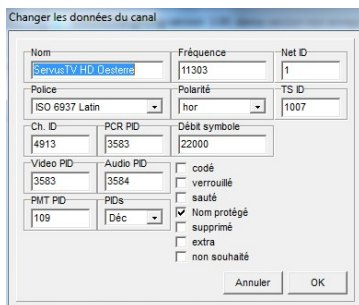 Changer les données du canal
Nom
Fréquence
Net ID
ServusTV HD Oesterre
11303
1
Police
Polarité
TS ID
ISO 6937 Latin
hor
1007
Ch. ID
PCR PID
Débit symbole
4913
3583
22000
Video PID
Audio PID
codé
3583
3584
verrouillé
sauté
PMT PID
PIDs
Nom protégé
109
Déc
supprimé
extra
non souhaité
Annuler
OK